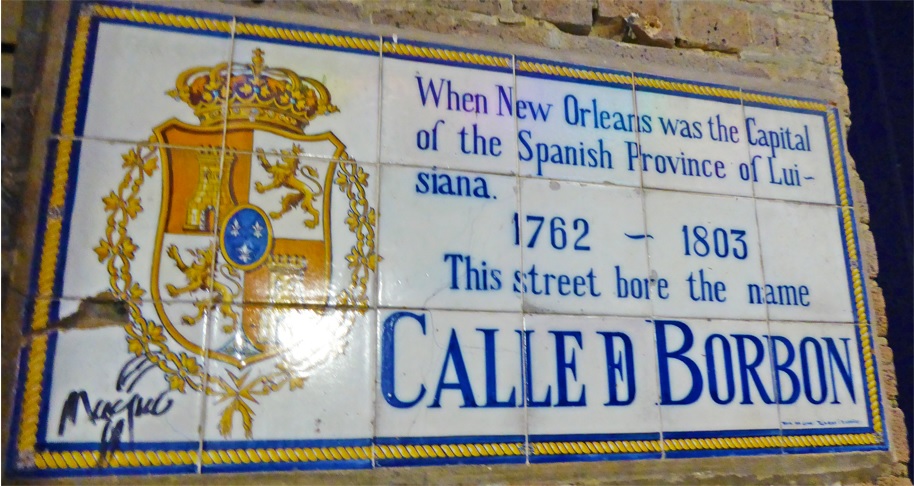 When New Orleans was the Capital
of the Spanish Province of Lui-
siana.
1762 - 1803
This street bore the name
CALLE D BORBON